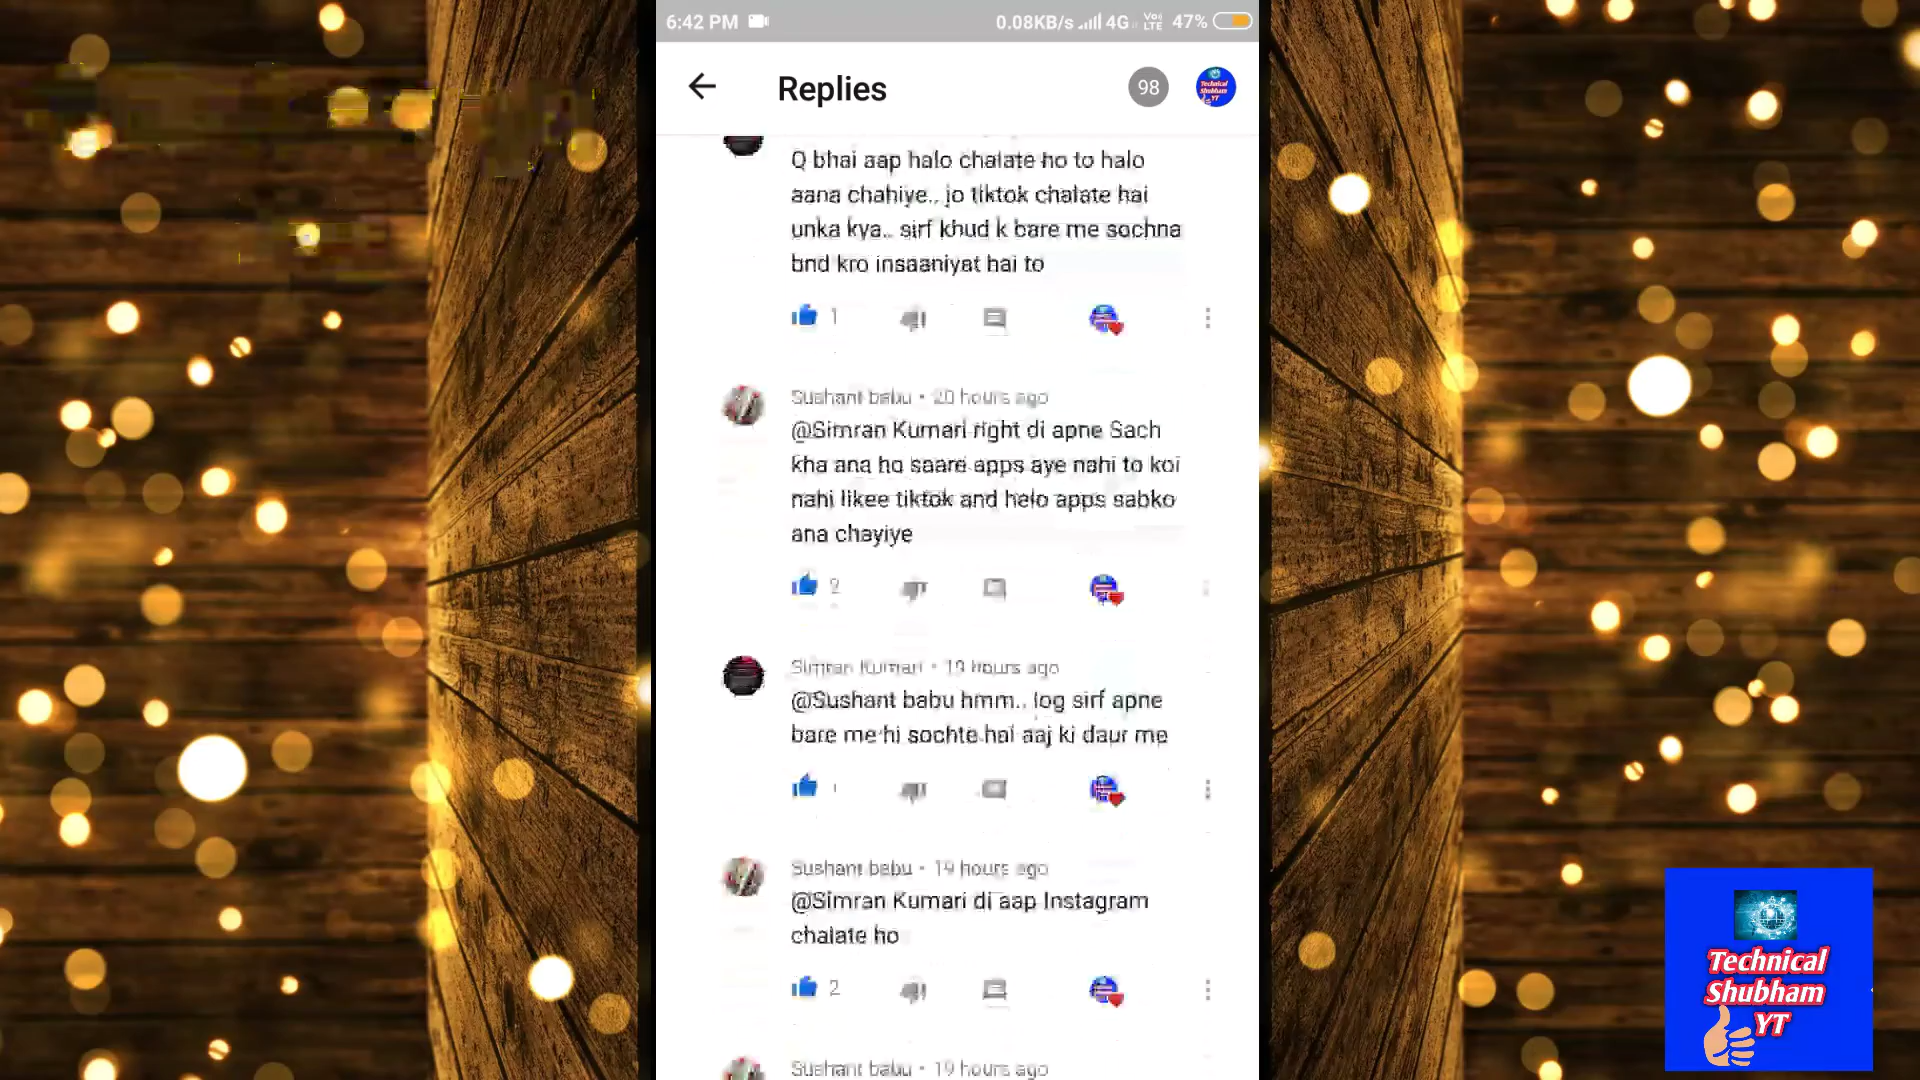 6:42 PM 0.08KB/s 4G Vo LTE 47%
Replies 98
Q bhai aap halo chalate ho to halo
aana chahiye.. jo tiktok chalate hai
unka kya.. sirf khud k bare me sochna
bnd kro insaaniyat hai to
1
Sushant babu • 20 hours ago
@Simran Kumari right di apne Sach
kha ana ho saare apps aye nahi to koi
nahi likee tiktok and helo apps sabko
ana chayiye
2
Simran Kumari • 19 hours ago
@Sushant babu hmm.. log sirf apne
bare me hi sochte hai aaj ki daur me
Sushant babu • 19 hours ago
@Simran Kumari di aap Instagram
chalate ho
2
Sushant babu • 19 hours ago
Technical
Shubham
YT